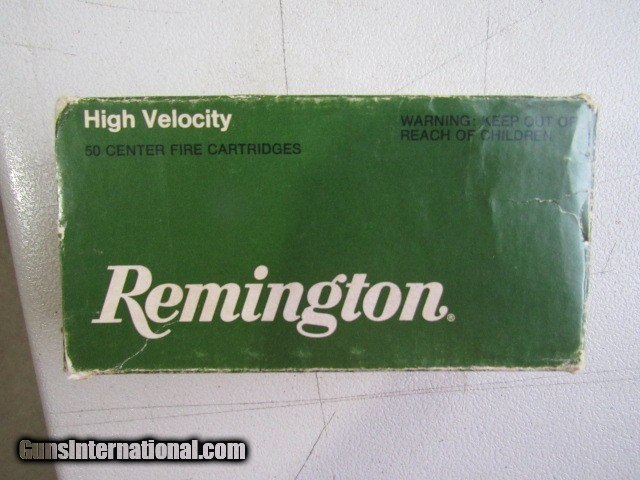 High Velocity
50 CENTER FIRE CARTRIDGES
WARNING: KEEP OUT OF
REACH OF CHILDREN
Remington®
GunsInternational.com